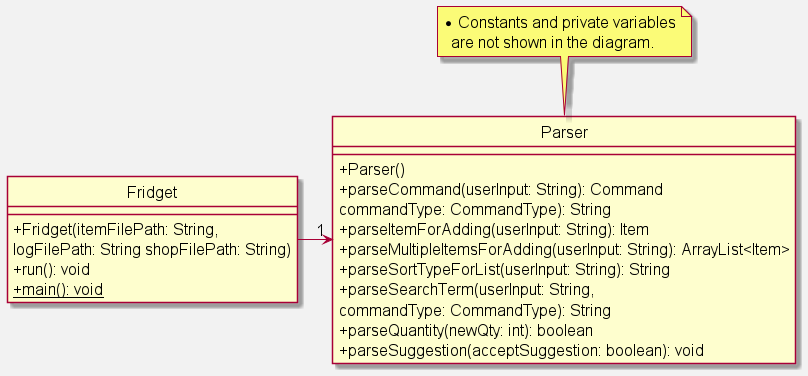 • Constants and private variables
are not shown in the diagram.
Parser
+Parser()
+parseCommand(userInput: String): Command
commandType: CommandType): String
+parseItemForAdding(userInput: String): Item
+parseMultipleItemsForAdding(userInput: String): ArrayList<Item>
+parseSortTypeForList(userInput: String): String
+parseSearchTerm(userInput: String,
commandType: CommandType): String
+parseQuantity(newQty: int): boolean
+parseSuggestion(acceptSuggestion: boolean): void
Fridget
+Fridget(itemFilePath: String,
logFilePath: String shopFilePath: String)
+run(): void
+main(): void
1